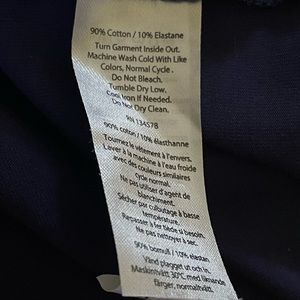 90% Cotton / 10% Elastane
Turn Garment Inside Out.
Machine Wash Cold With Like
Colors, Normal Cycle.
Do Not Bleach.
Tumble Dry Low.
Cool Iron If Needed.
Do Not Dry Clean.
RN 134578
90% cotton / 10% élasthanne
Tournez le vêtement à l'envers.
Laver à la machine à l'eau froide
avec des couleurs similaires
cycle normal.
Ne pas utiliser d'agent de
blanchiment.
Sécher par culbutage à basse
température.
Repasser à fer tiède si besoin.
Ne pas nettoyer à sec.
90% bomull / 10% elastan
Vänd plagget ut och in.
Maskintvätt 30°C med liknande
färger, normaltvätt.